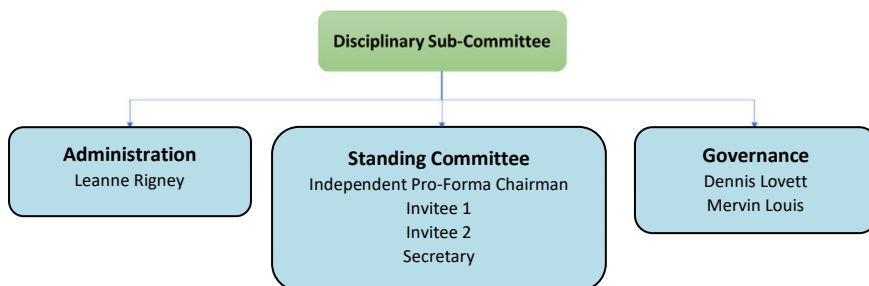 Disciplinary Sub-Committee
Administration
Leanne Rigney
Standing Committee
Independent Pro-Forma Chairman
Invitee 1
Invitee 2
Secretary
Governance
Dennis Lovett
Mervin Louis